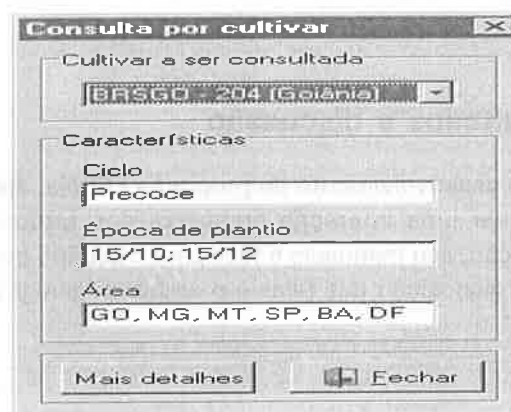 Consulta por cultivar
Cultivar a ser consultada
BRSGO - 204 (Goiânia)
Características
Ciclo
Precoce
Época de plantio
15/10; 15/12
Área
GO, MG, MT, SP, BA, DF
Mais detalhes
Fechar